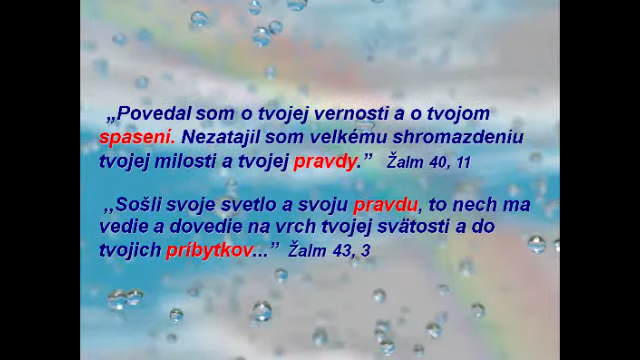 „Povedal som o tvojej vernosti a o tvojom
spasení. Nezatajil som velkému shromazdeniu
tvojej milosti a tvojej pravdy.” Žalm 40, 11
,,Sošli svoje svetlo a svoju pravdu, to nech ma
vedie a dovedie na vrch tvojej svätosti a do
tvojich príbytkov...” Žalm 43, 3